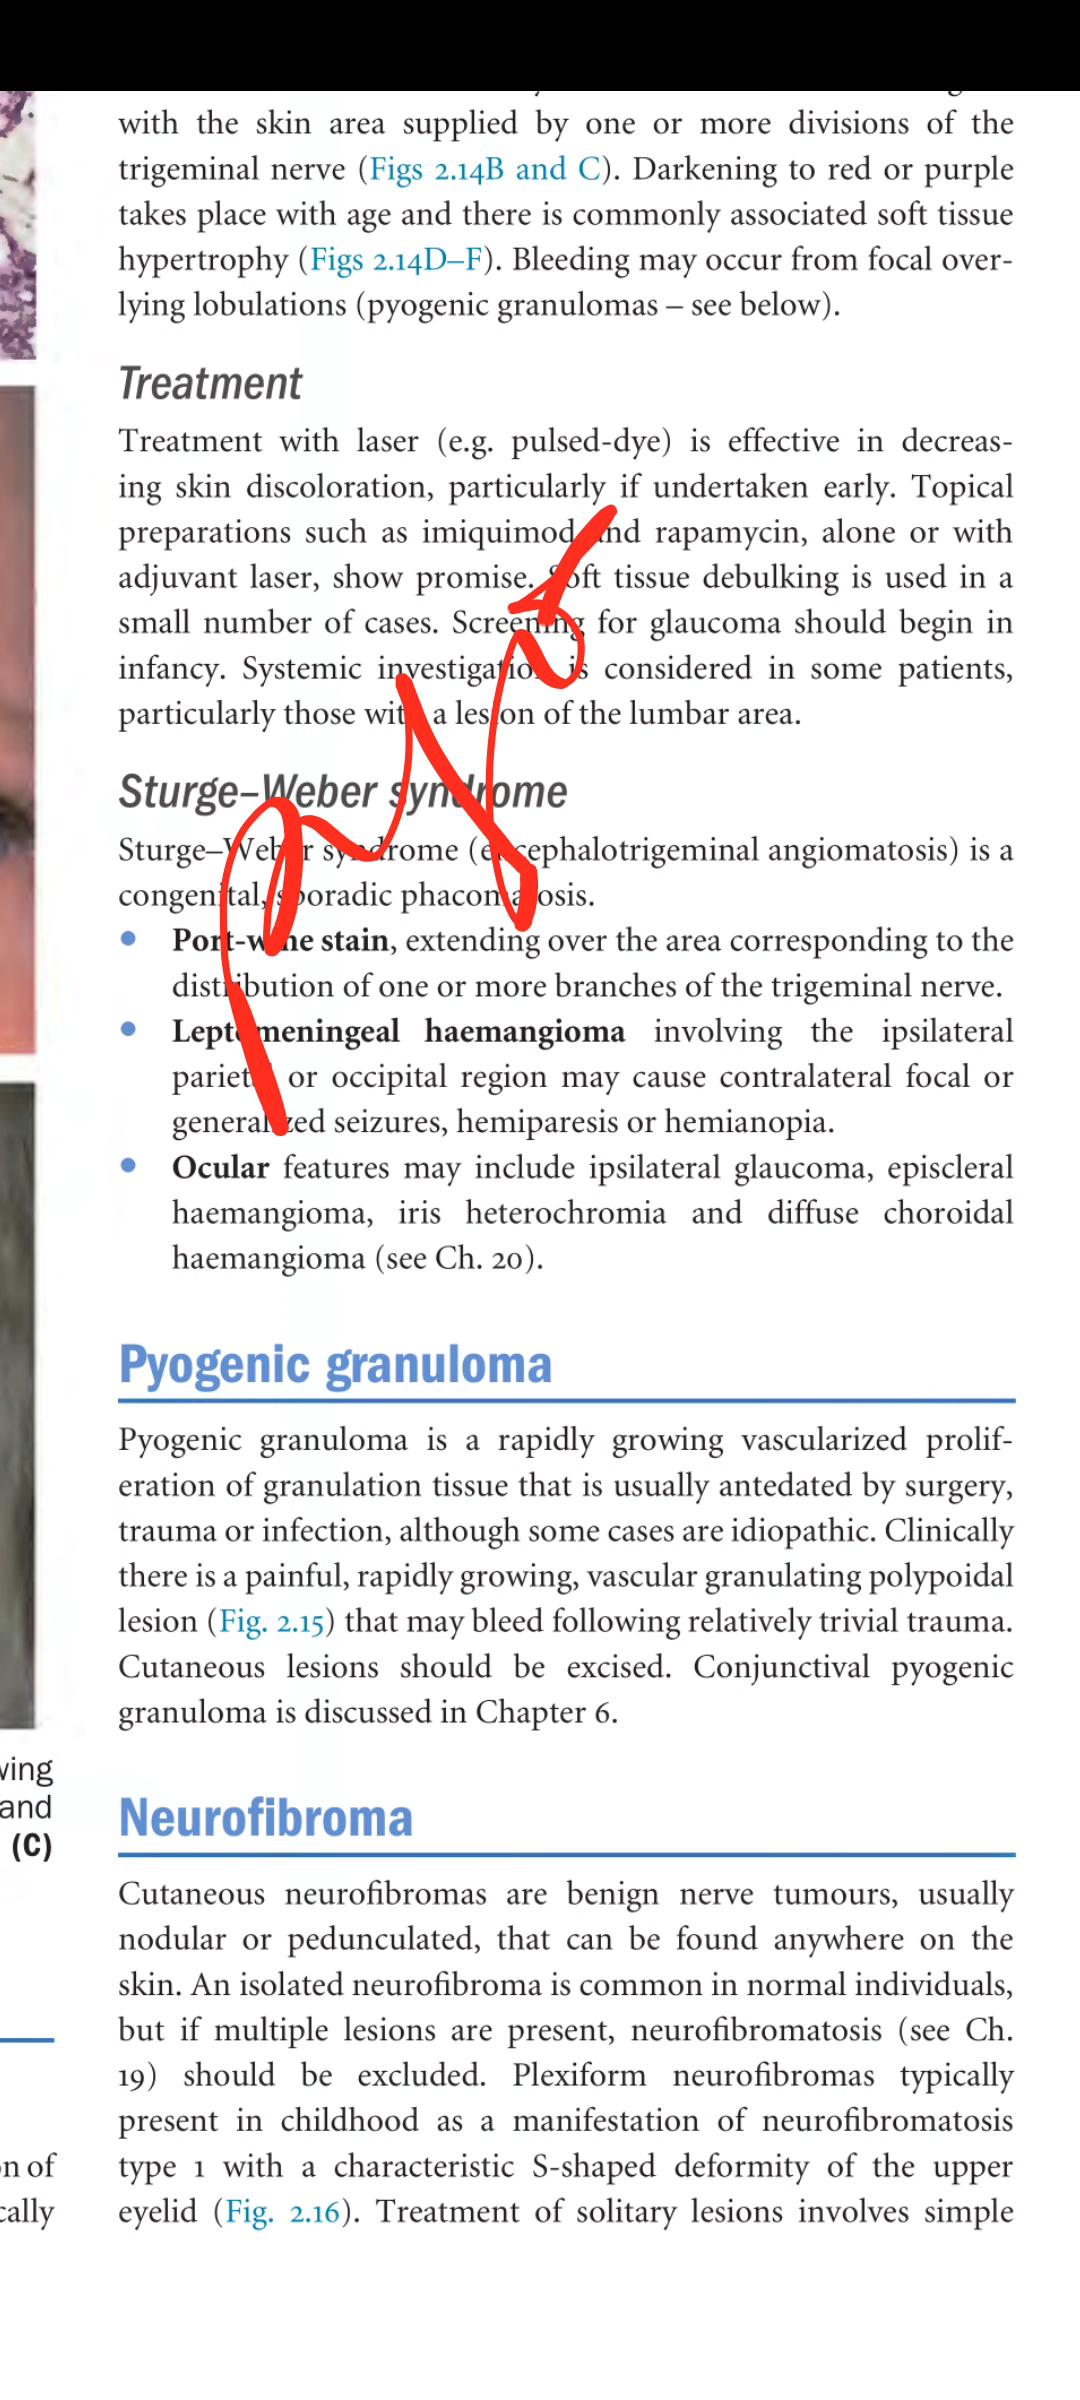 with the skin area supplied by one or more divisions of the
trigeminal nerve (Figs 2.14B and C). Darkening to red or purple
takes place with age and there is commonly associated soft tissue
hypertrophy (Figs 2.14D–F). Bleeding may occur from focal over-
lying lobulations (pyogenic granulomas – see below).
Treatment
Treatment with laser (e.g. pulsed-dye) is effective in decreas-
ing skin discoloration, particularly if undertaken early. Topical
preparations such as imiquimod and rapamycin, alone or with
adjuvant laser, show promise. Soft tissue debulking is used in a
small number of cases. Screening for glaucoma should begin in
infancy. Systemic investigation is considered in some patients,
particularly those with a lesion of the lumbar area.
Sturge–Weber syndrome
Sturge–Weber syndrome (encephalotrigeminal angiomatosis) is a
congenital, sporadic phacomatosis.
• Port-wine stain, extending over the area corresponding to the
distribution of one or more branches of the trigeminal nerve.
• Leptomeningeal haemangioma involving the ipsilateral
parietal or occipital region may cause contralateral focal or
generalized seizures, hemiparesis or hemianopia.
• Ocular features may include ipsilateral glaucoma, episcleral
haemangioma, iris heterochromia and diffuse choroidal
haemangioma (see Ch. 20).
Pyogenic granuloma
Pyogenic granuloma is a rapidly growing vascularized prolif-
eration of granulation tissue that is usually antedated by surgery,
trauma or infection, although some cases are idiopathic. Clinically
there is a painful, rapidly growing, vascular granulating polypoidal
lesion (Fig. 2.15) that may bleed following relatively trivial trauma.
Cutaneous lesions should be excised. Conjunctival pyogenic
granuloma is discussed in Chapter 6.
and
(C)
Neurofibroma
Cutaneous neurofibromas are benign nerve tumours, usually
nodular or pedunculated, that can be found anywhere on the
skin. An isolated neurofibroma is common in normal individuals,
but if multiple lesions are present, neurofibromatosis (see Ch.
19) should be excluded. Plexiform neurofibromas typically
present in childhood as a manifestation of neurofibromatosis
type 1 with a characteristic S-shaped deformity of the upper
eyelid (Fig. 2.16). Treatment of solitary lesions involves simple
of